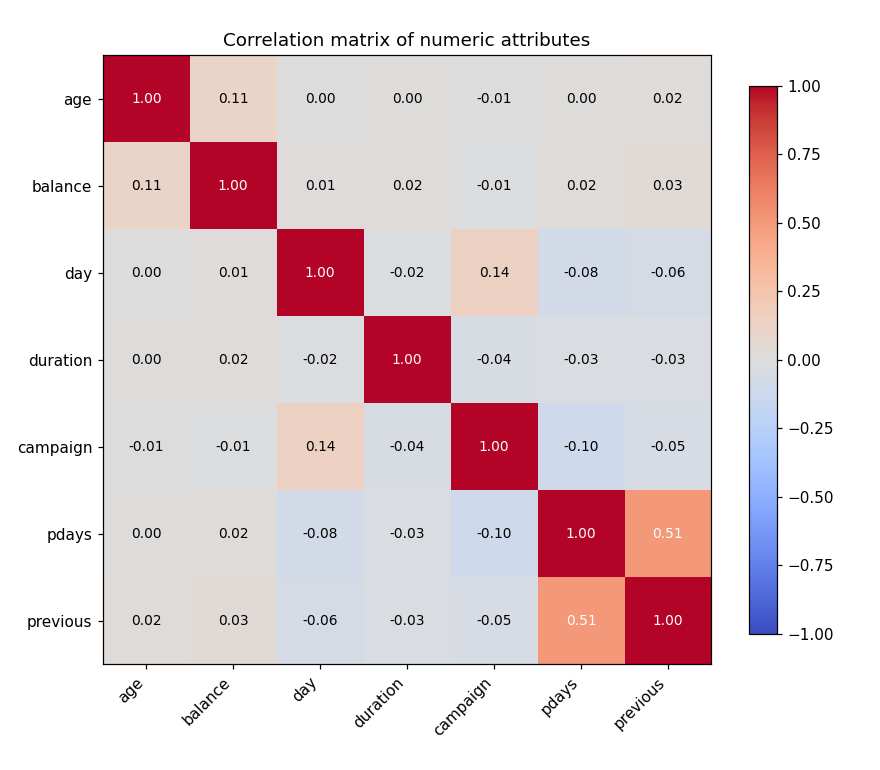 Correlation matrix of numeric attributes
age 1.00 0.11 0.00 0.00 -0.01 0.00 0.02
balance 0.11 1.00 0.01 0.02 -0.01 0.02 0.03
day 0.00 0.01 1.00 -0.02 0.14 -0.08 -0.06
duration 0.00 0.02 -0.02 1.00 -0.04 -0.03 -0.03
campaign -0.01 -0.01 0.14 -0.04 1.00 -0.10 -0.05
pdays 0.00 0.02 -0.08 -0.03 -0.10 1.00 0.51
previous 0.02 0.03 -0.06 -0.03 -0.05 0.51 1.00
age balance day duration campaign pdays previous
1.00
0.75
0.50
0.25
0.00
−0.25
−0.50
−0.75
−1.00